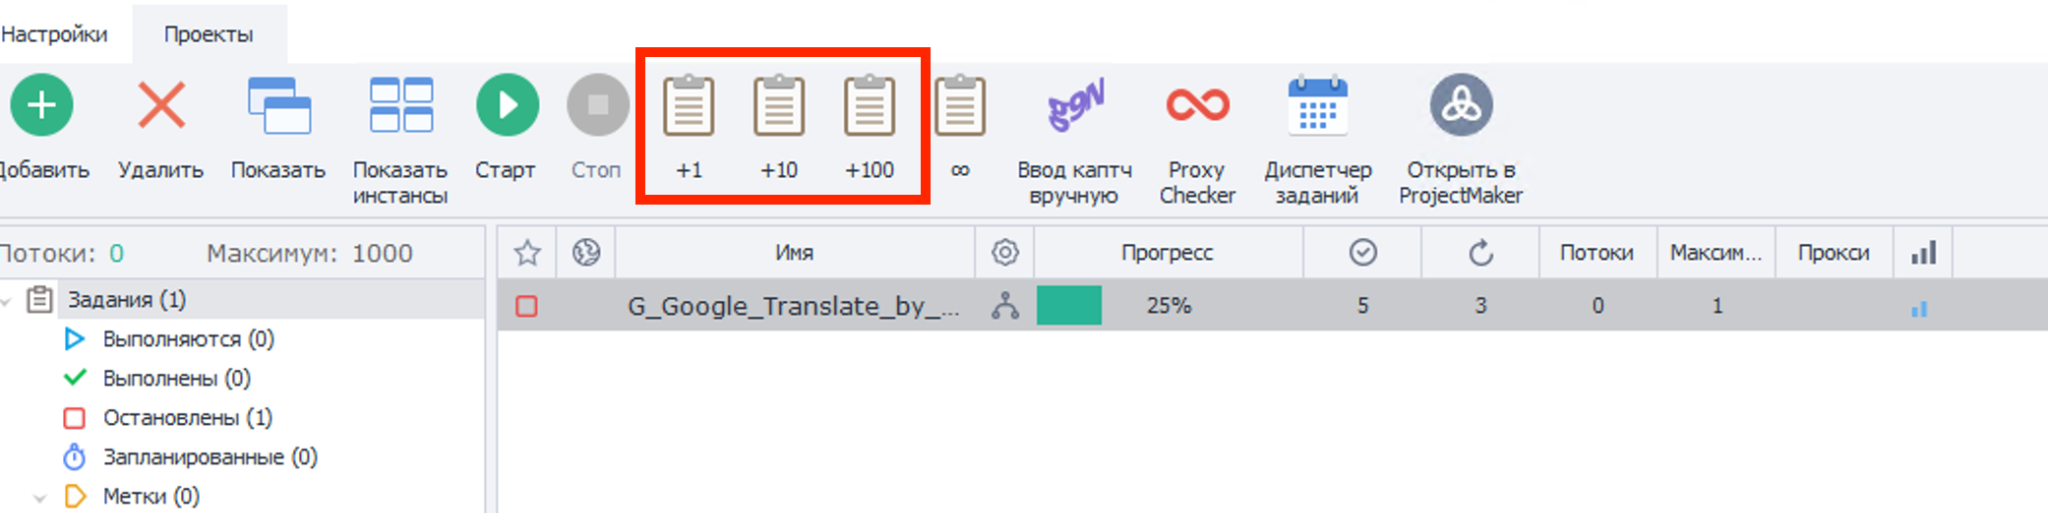 Настройки Проекты
Добавить Удалить Показать Показать инстансы Старт Стоп +1 +10 +100 ∞ Ввод каптч вручную Proxy Checker Диспетчер заданий Открыть в ProjectMaker
Потоки: 0 Максимум: 1000
Имя Прогресс Потоки Максим... Прокси
G_Google_Translate_by_... 25% 5 3 0 1
Задания (1)
Выполняются (0)
Выполнены (0)
Остановлены (1)
Запланированные (0)
Метки (0)